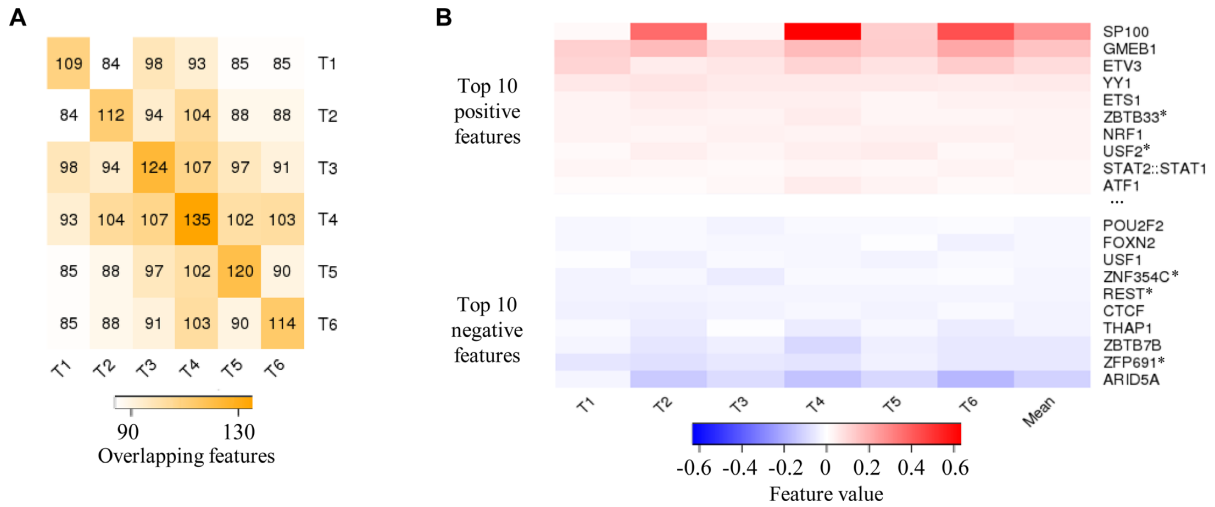 A
109 84 98 93 85 85 T1
84 112 94 104 88 88 T2
98 94 124 107 97 91 T3
93 104 107 135 102 103 T4
85 88 97 102 120 90 T5
85 88 91 103 90 114 T6
T1 T2 T3 T4 T5 T6
90 130
Overlapping features
B
Top 10
positive
features
SP100
GMEB1
ETV3
YY1
ETS1
ZBTB33*
NRF1
USF2*
STAT2::STAT1
ATF1
...
Top 10
negative
features
POU2F2
FOXN2
USF1
ZNF354C*
REST*
CTCF
THAP1
ZBTB7B
ZFP691*
ARID5A
T1 T2 T3 T4 T5 T6 Mean
-0.6 -0.4 -0.2 0 0.2 0.4 0.6
Feature value